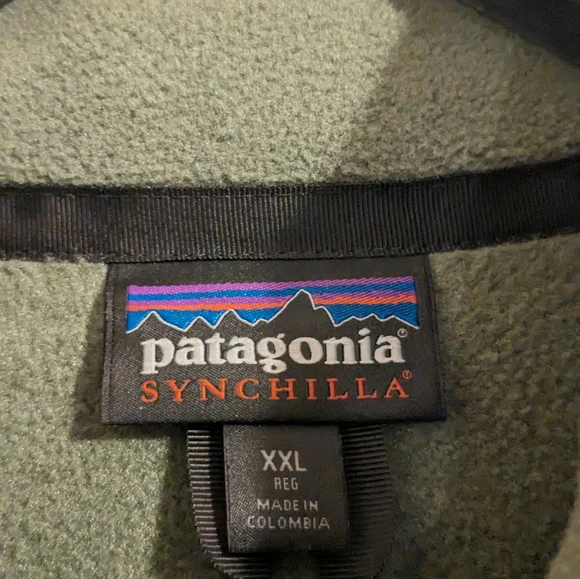 patagonia®
SYNCHILLA®
XXL
REG
MADE IN
COLOMBIA